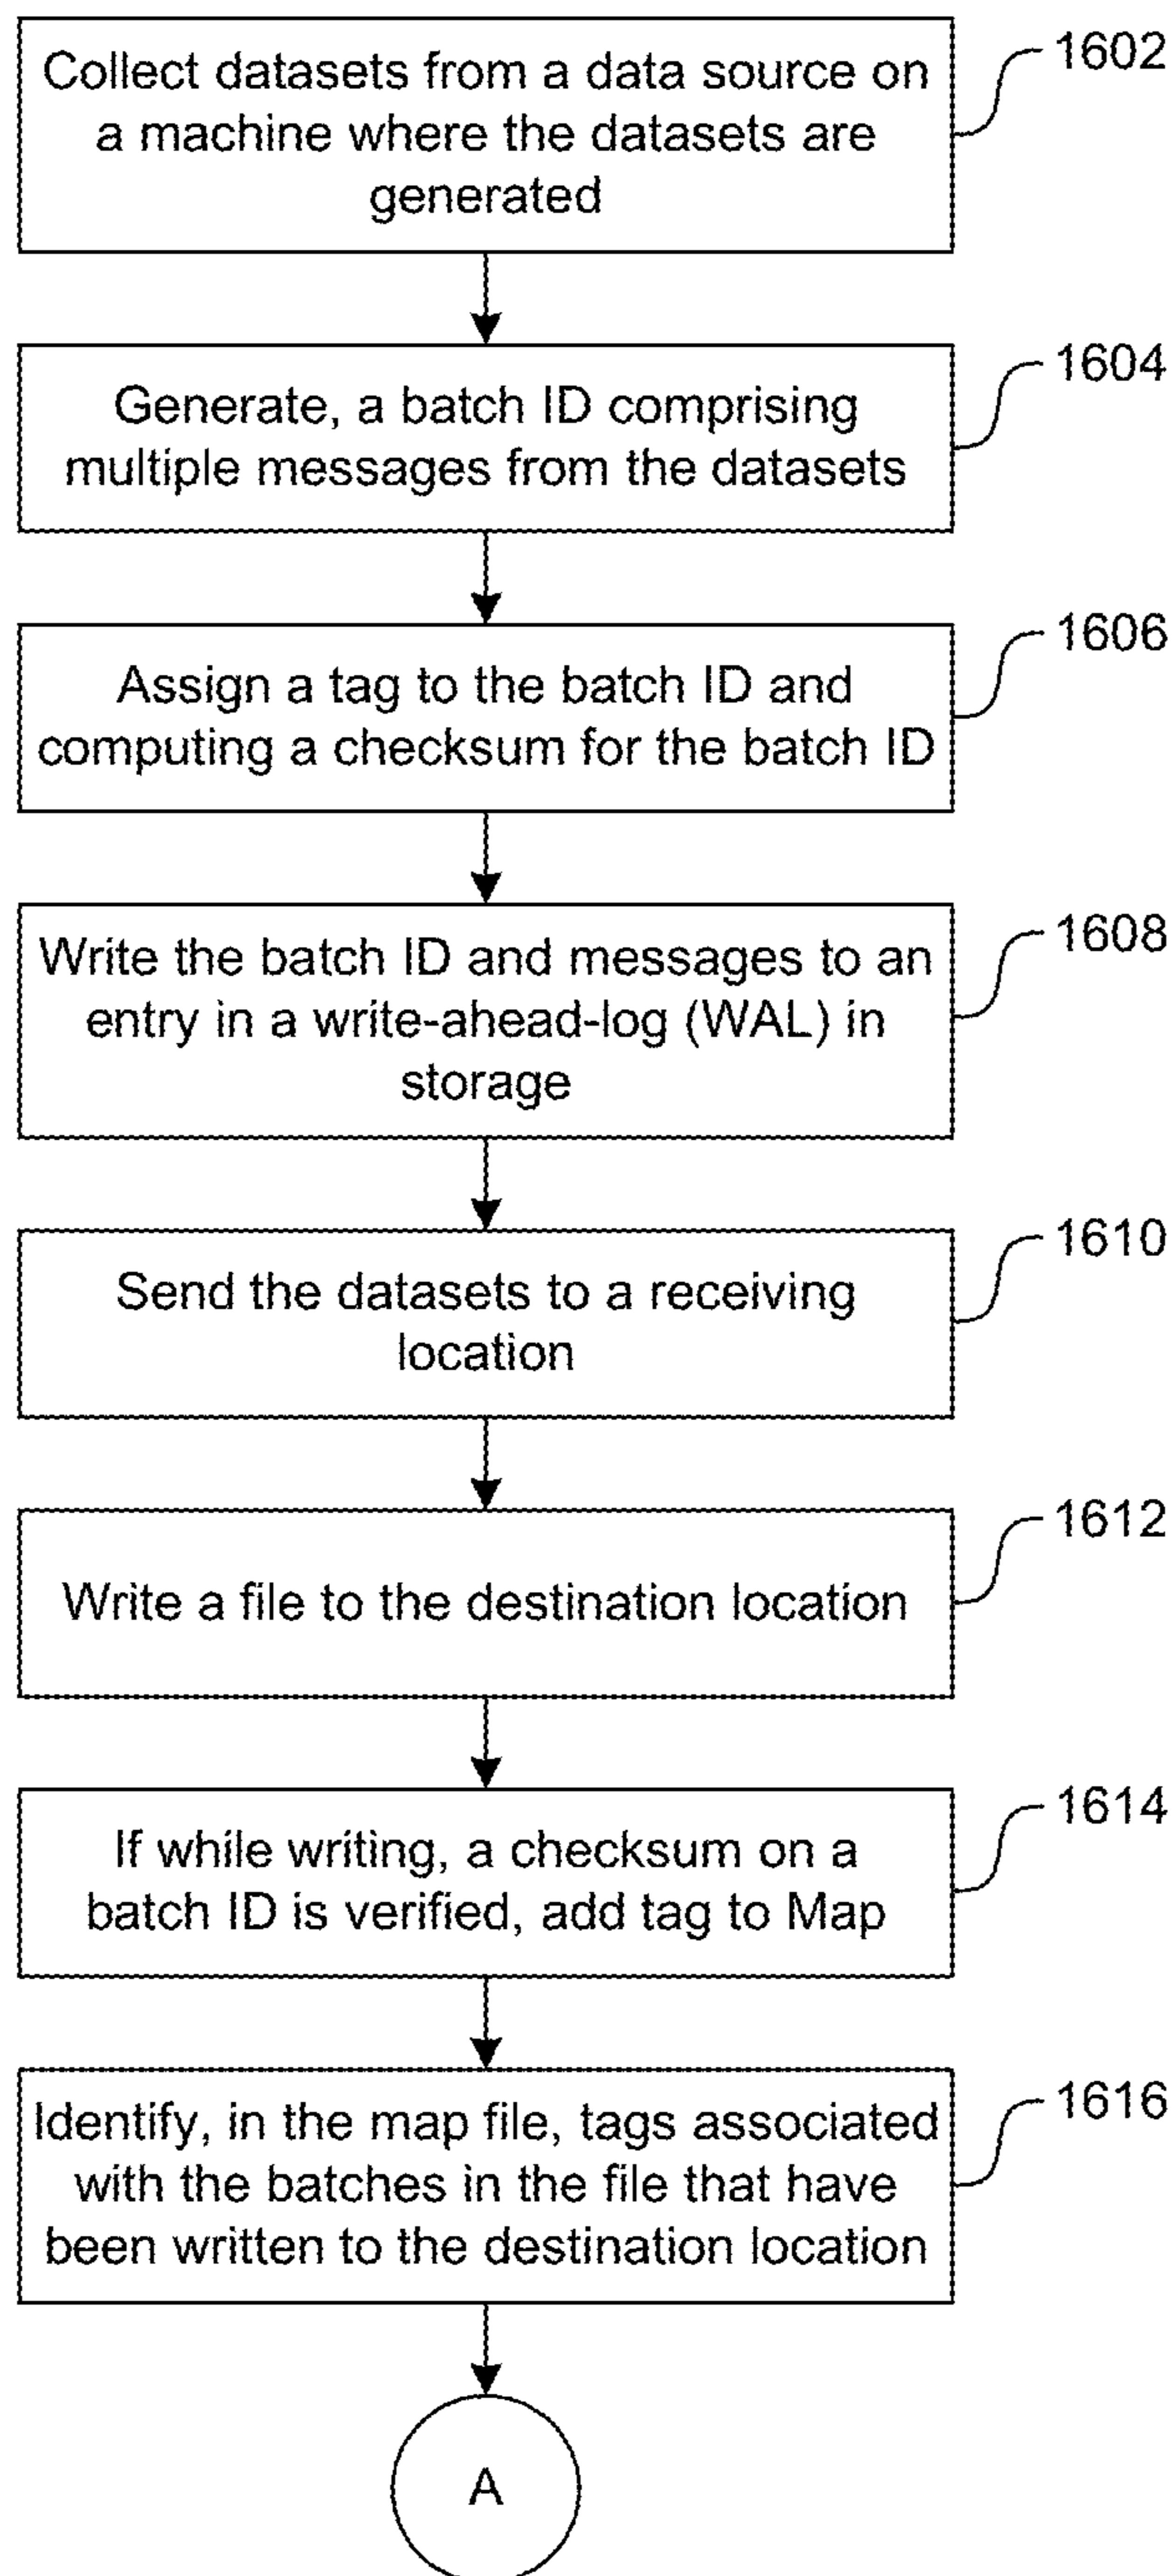 Collect datasets from a data source on
a machine where the datasets are
generated
1602
Generate, a batch ID comprising
multiple messages from the datasets
1604
Assign a tag to the batch ID and
computing a checksum for the batch ID
1606
Write the batch ID and messages to an
entry in a write-ahead-log (WAL) in
storage
1608
Send the datasets to a receiving
location
1610
Write a file to the destination location
1612
If while writing, a checksum on a
batch ID is verified, add tag to Map
1614
Identify, in the map file, tags associated
with the batches in the file that have
been written to the destination location
1616
A